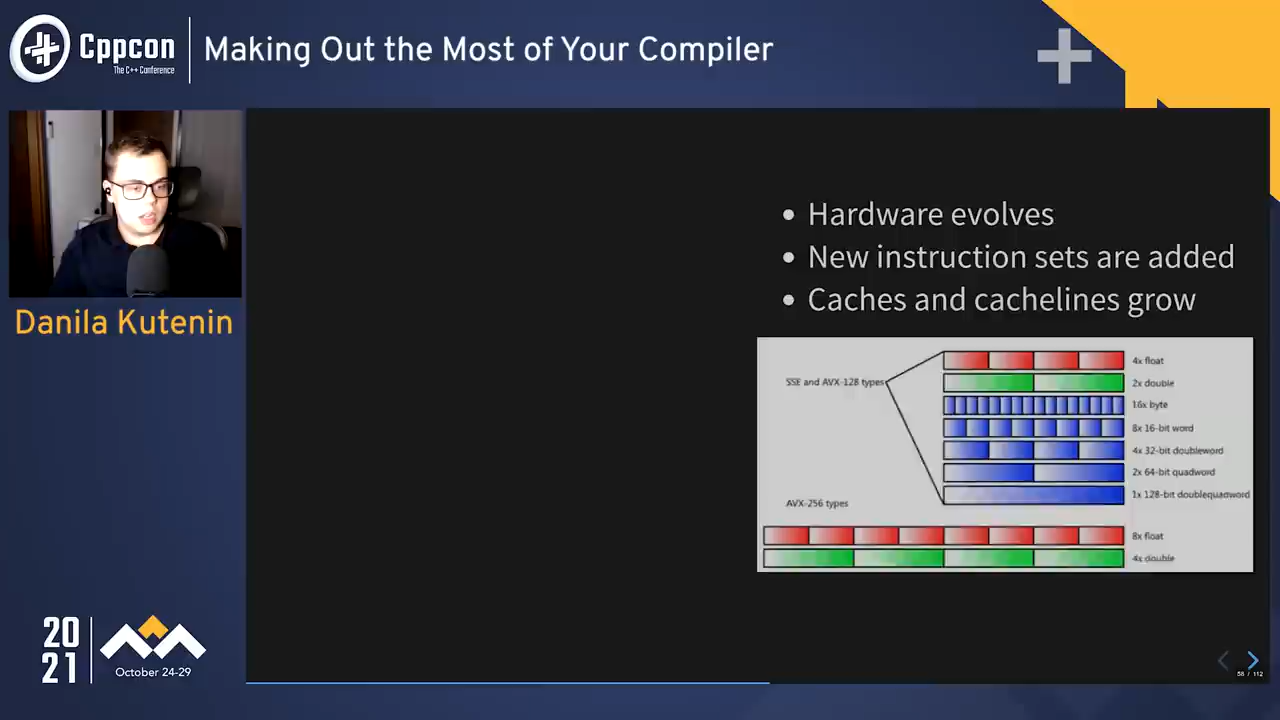 Cppcon
The C++ Conference
Making Out the Most of Your Compiler
Danila Kutenin
Hardware evolves
New instruction sets are added
Caches and cachelines grow
SSE and AVX-128 types
4x float
2x double
16x byte
8x 16-bit word
4x 32-bit doubleword
2x 64-bit quadword
1x 128-bit doublequadword
AVX-256 types
8x float
4x double
20
21
October 24-29
58 / 112